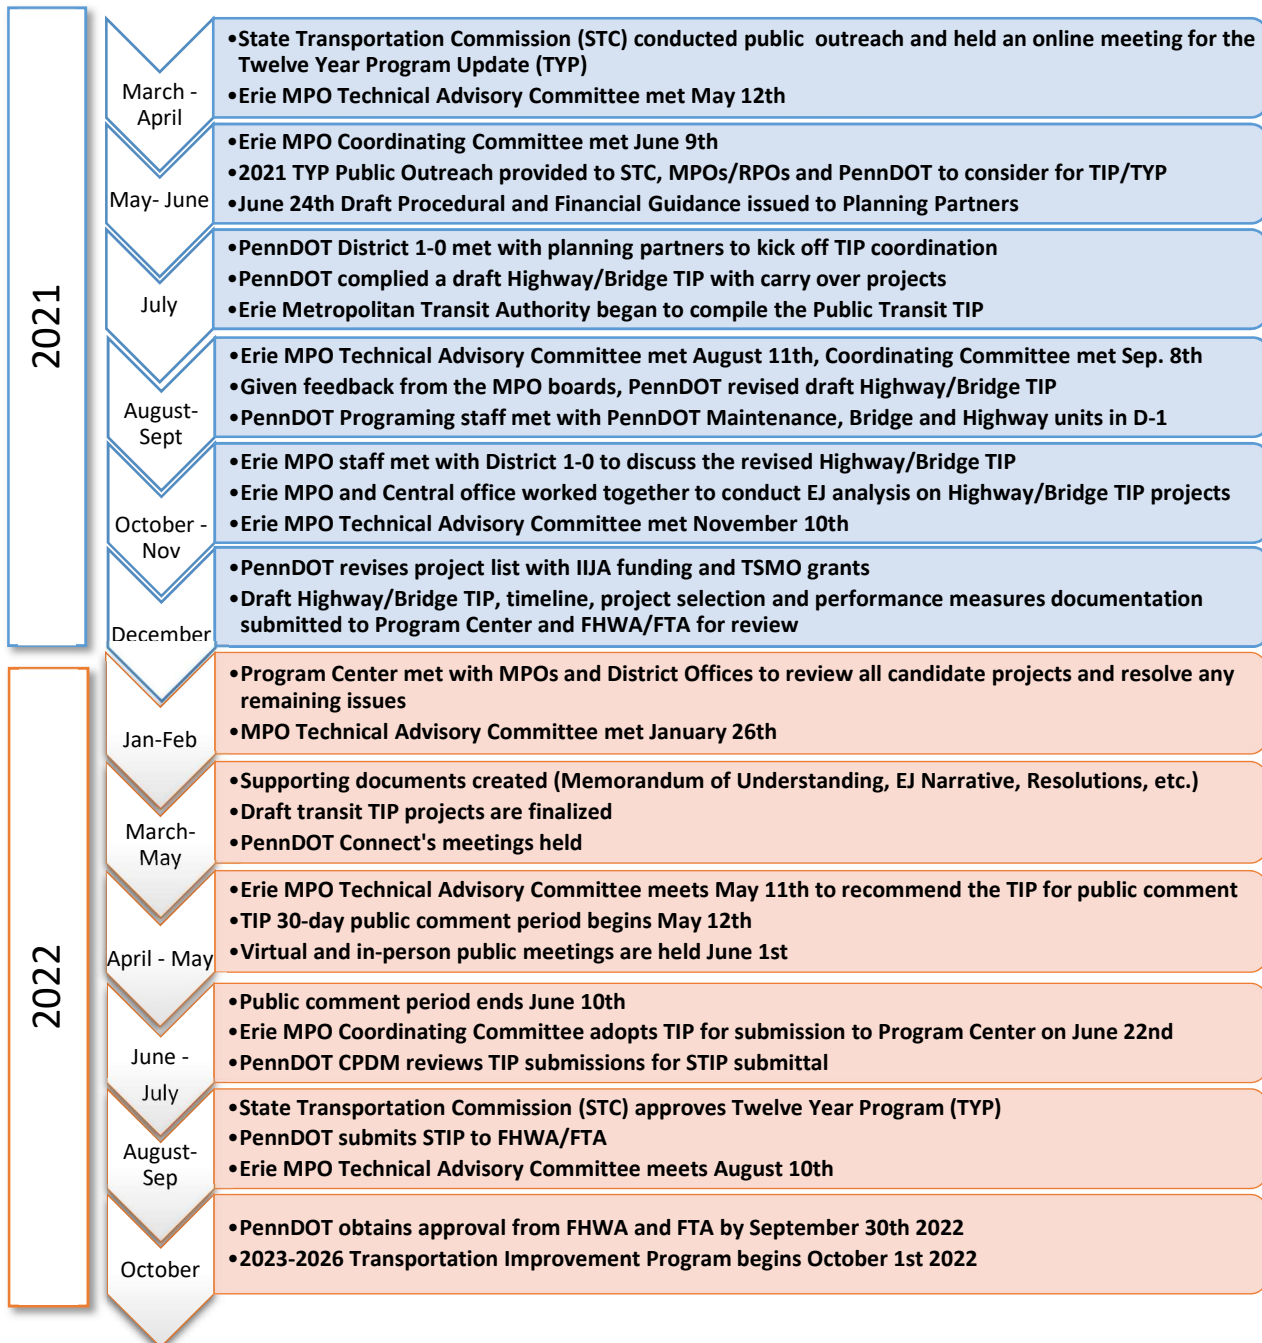 2021
March -
April
•State Transportation Commission (STC) conducted public outreach and held an online meeting for the
Twelve Year Program Update (TYP)
•Erie MPO Technical Advisory Committee met May 12th
May- June
•Erie MPO Coordinating Committee met June 9th
•2021 TYP Public Outreach provided to STC, MPOs/RPOs and PennDOT to consider for TIP/TYP
•June 24th Draft Procedural and Financial Guidance issued to Planning Partners
July
•PennDOT District 1-0 met with planning partners to kick off TIP coordination
•PennDOT complied a draft Highway/Bridge TIP with carry over projects
•Erie Metropolitan Transit Authority began to compile the Public Transit TIP
August-
Sept
•Erie MPO Technical Advisory Committee met August 11th, Coordinating Committee met Sep. 8th
•Given feedback from the MPO boards, PennDOT revised draft Highway/Bridge TIP
•PennDOT Programing staff met with PennDOT Maintenance, Bridge and Highway units in D-1
October -
Nov
•Erie MPO staff met with District 1-0 to discuss the revised Highway/Bridge TIP
•Erie MPO and Central office worked together to conduct EJ analysis on Highway/Bridge TIP projects
•Erie MPO Technical Advisory Committee met November 10th
December
•PennDOT revises project list with IIJA funding and TSMO grants
•Draft Highway/Bridge TIP, timeline, project selection and performance measures documentation
submitted to Program Center and FHWA/FTA for review
2022
Jan-Feb
•Program Center met with MPOs and District Offices to review all candidate projects and resolve any
remaining issues
•MPO Technical Advisory Committee met January 26th
March-
May
•Supporting documents created (Memorandum of Understanding, EJ Narrative, Resolutions, etc.)
•Draft transit TIP projects are finalized
•PennDOT Connect's meetings held
April - May
•Erie MPO Technical Advisory Committee meets May 11th to recommend the TIP for public comment
•TIP 30-day public comment period begins May 12th
•Virtual and in-person public meetings are held June 1st
June -
July
•Public comment period ends June 10th
•Erie MPO Coordinating Committee adopts TIP for submission to Program Center on June 22nd
•PennDOT CPDM reviews TIP submissions for STIP submittal
August-
Sep
•State Transportation Commission (STC) approves Twelve Year Program (TYP)
•PennDOT submits STIP to FHWA/FTA
•Erie MPO Technical Advisory Committee meets August 10th
October
•PennDOT obtains approval from FHWA and FTA by September 30th 2022
•2023-2026 Transportation Improvement Program begins October 1st 2022